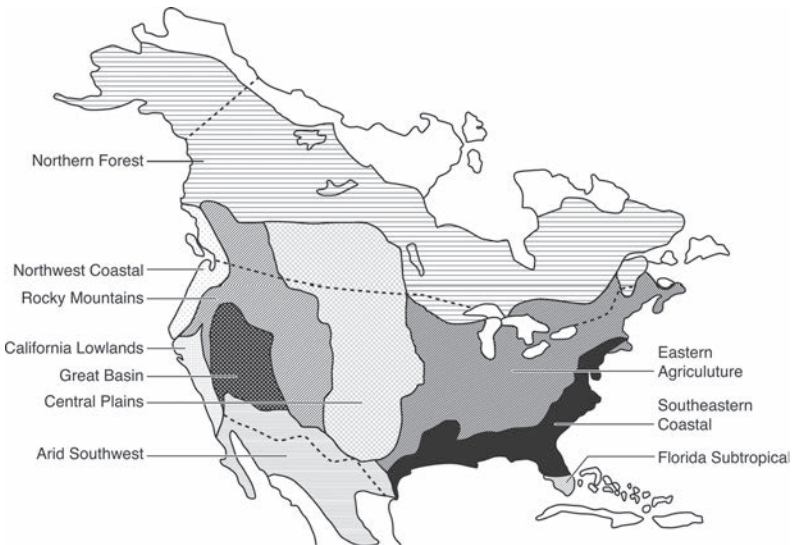 Northern Forest
Northwest Coastal
Rocky Mountains
California Lowlands
Great Basin
Central Plains
Arid Southwest
Eastern
Agriculuture
Southeastern
Coastal
Florida Subtropical